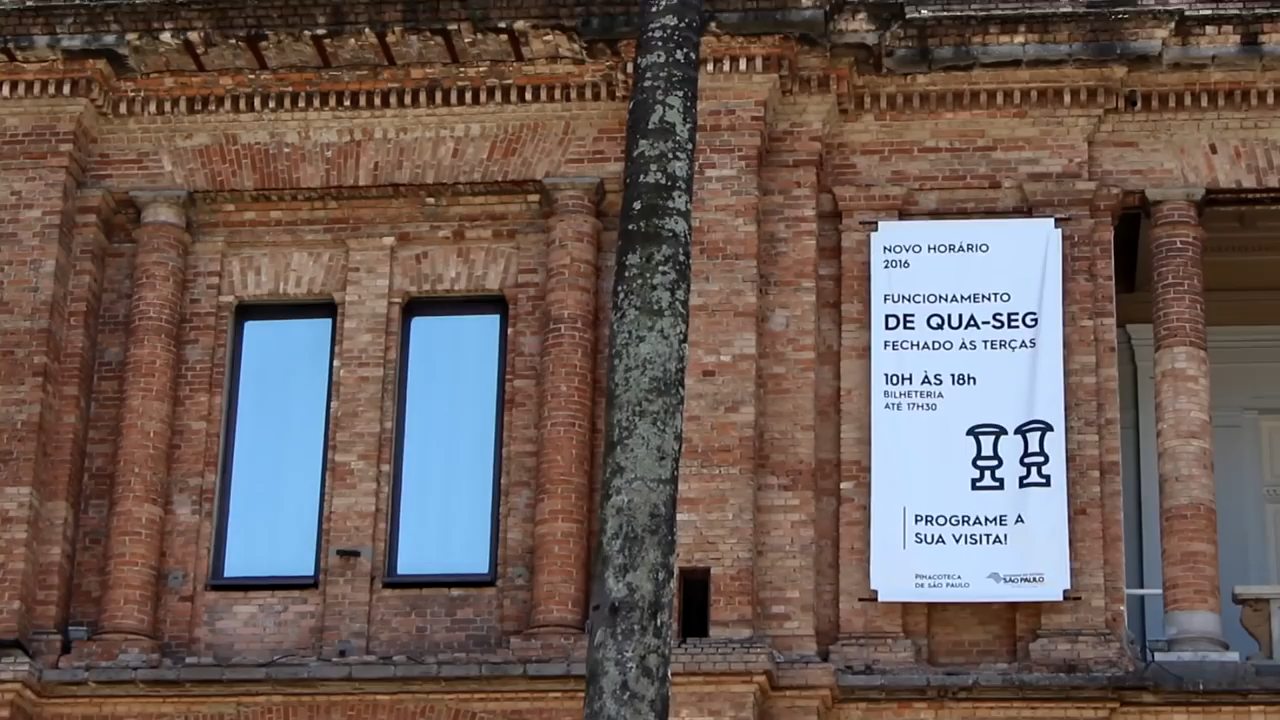 NOVO HORÁRIO
2016
FUNCIONAMENTO
DE QUA-SEG
FECHADO ÀS TERÇAS
10H ÀS 18h
BILHETERIA
ATÉ 17H30
PROGRAME A
SUA VISITA!
PINACOTECA
DE SÃO PAULO
SÃO PAULO